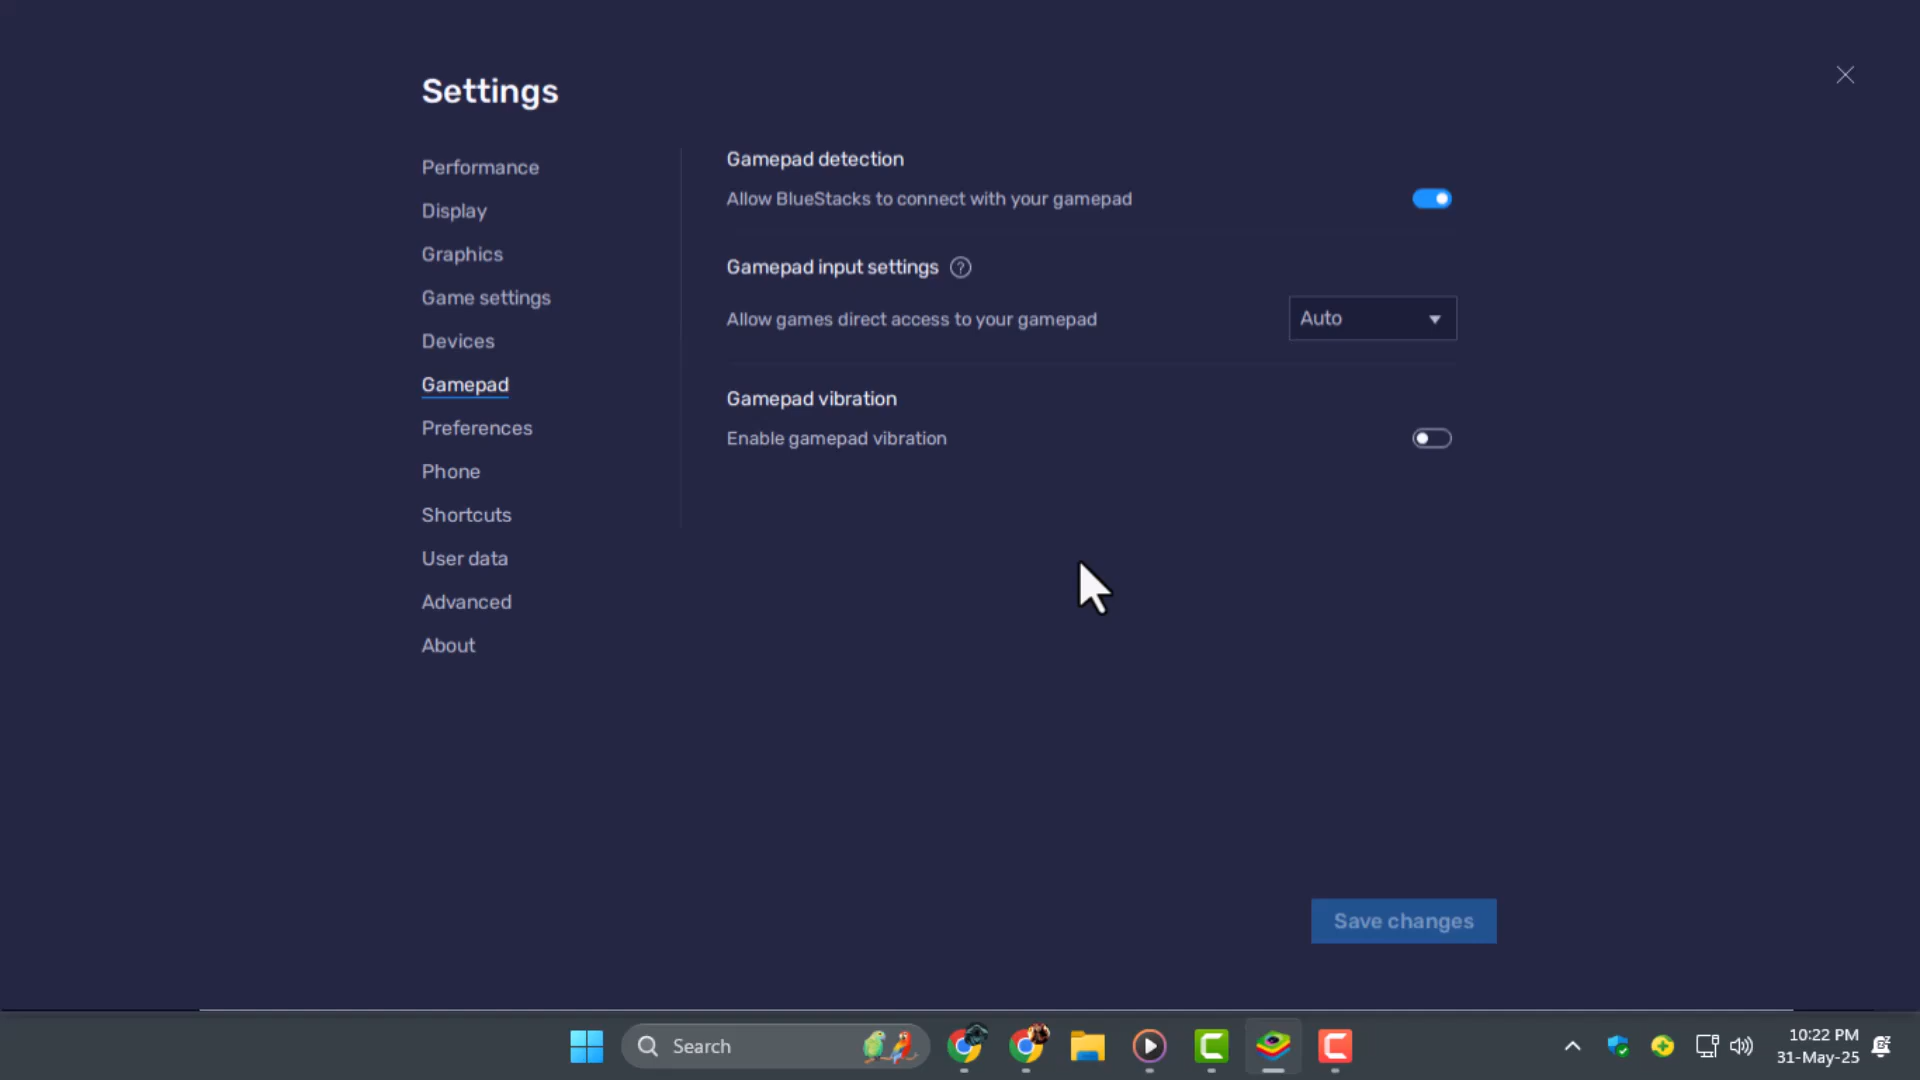 Settings
Performance
Display
Graphics
Game settings
Devices
Gamepad
Preferences
Phone
Shortcuts
User data
Advanced
About
Gamepad detection
Allow BlueStacks to connect with your gamepad
Gamepad input settings ?
Allow games direct access to your gamepad
Auto
Gamepad vibration
Enable gamepad vibration
Save changes
Search
10:22 PM
31-May-25